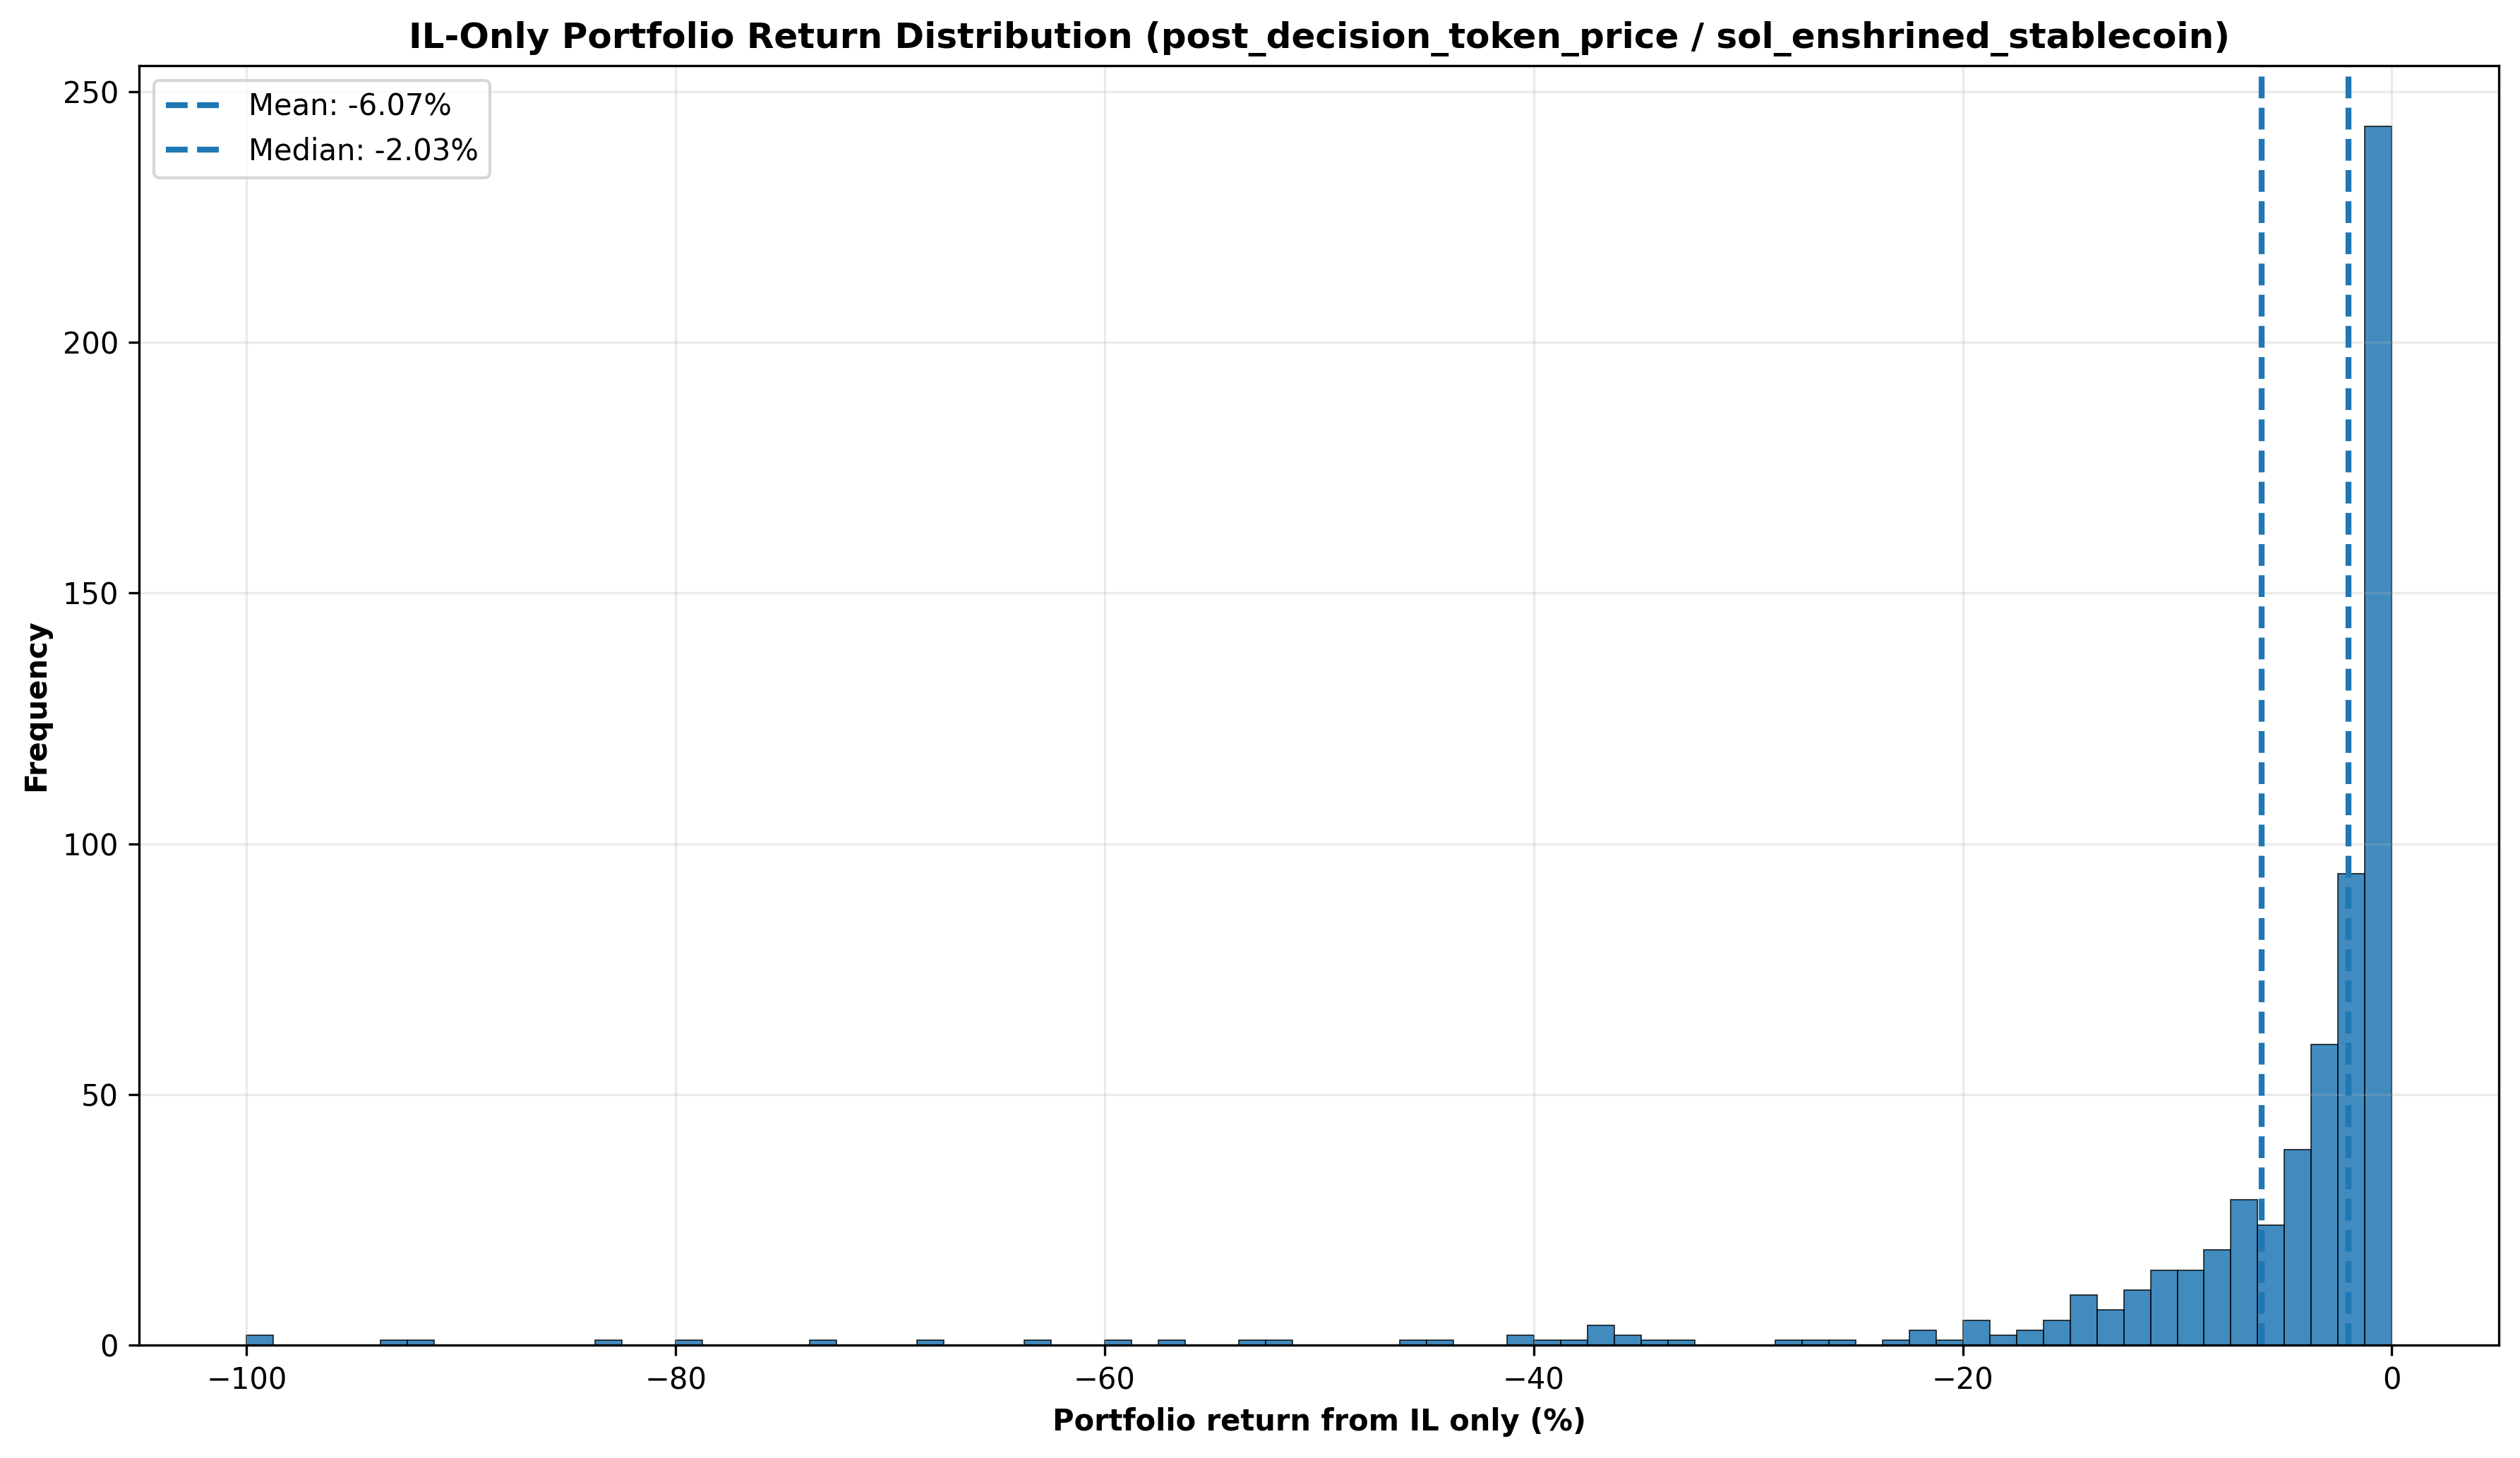 IL-Only Portfolio Return Distribution (post_decision_token_price / sol_enshrined_stablecoin)
Mean: -6.07%
Median: -2.03%
250
200
150
100
50
0
Frequency
−100
−80
−60
−40
−20
0
Portfolio return from IL only (%)